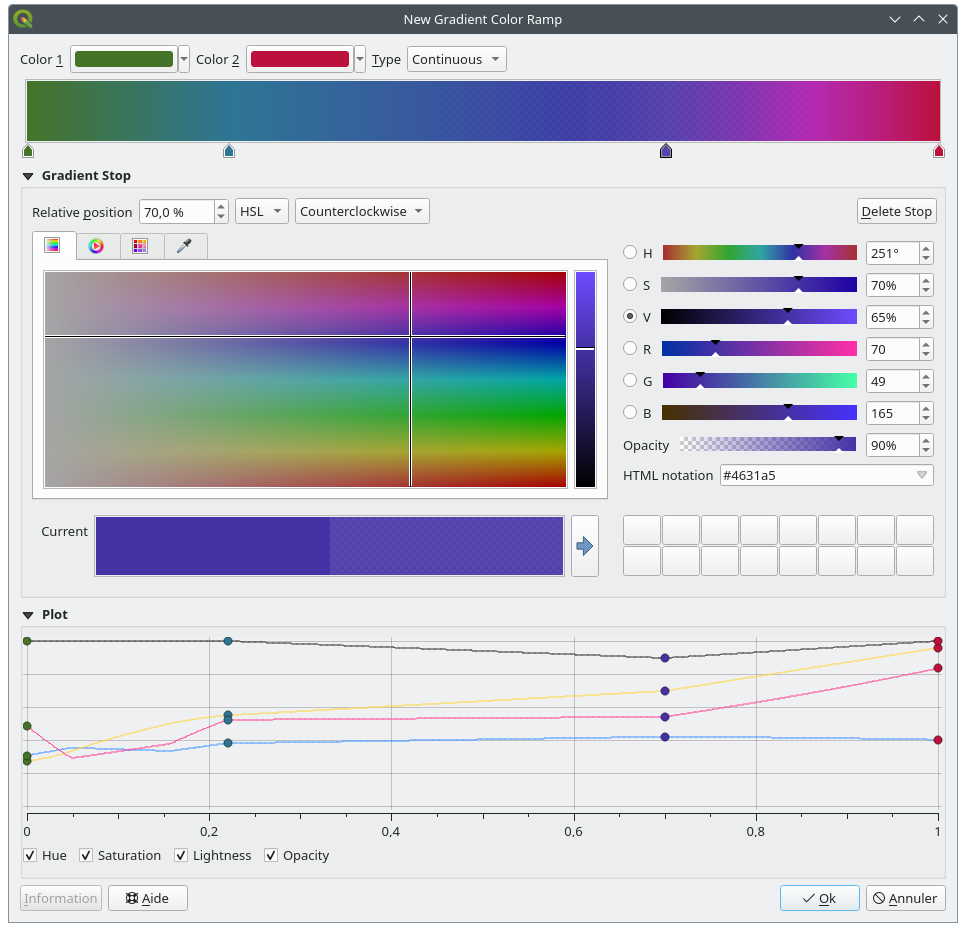 New Gradient Color Ramp
Color 1 Color 2 Type Continuous
Gradient Stop
Relative position 70,0 % HSL Counterclockwise Delete Stop
H 251°
S 70%
V 65%
R 70
G 49
B 165
Opacity 90%
HTML notation #4631a5
Current
Plot
0 0,2 0,4 0,6 0,8 1
Hue Saturation Lightness Opacity
Information Aide Ok Annuler